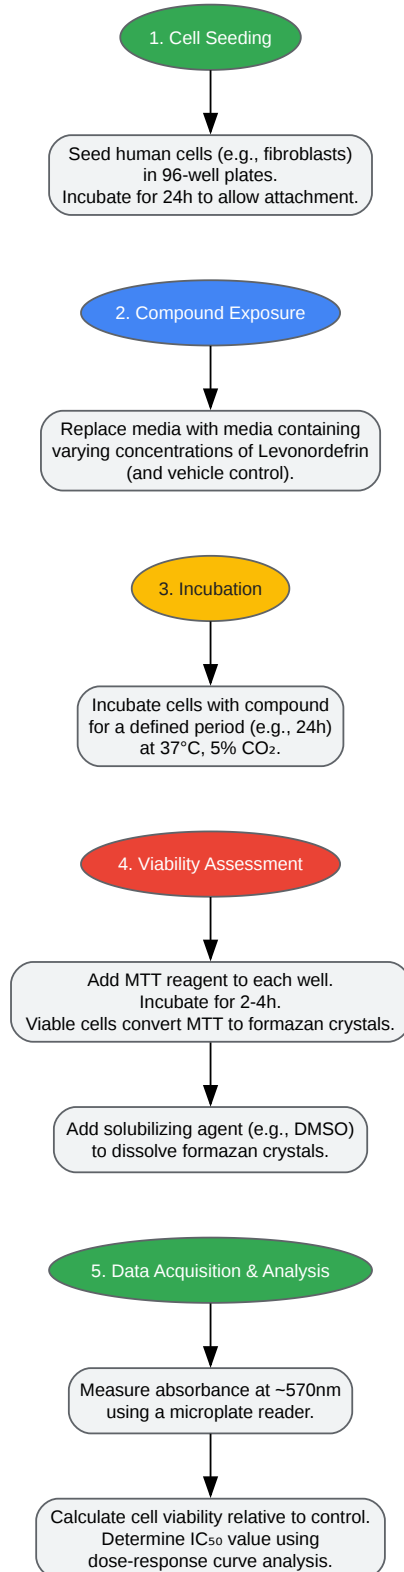 1. Cell Seeding
Seed human cells (e.g., fibroblasts)
in 96-well plates.
Incubate for 24h to allow attachment.
2. Compound Exposure
Replace media with media containing
varying concentrations of Levonordefrin
(and vehicle control).
3. Incubation
Incubate cells with compound
for a defined period (e.g., 24h)
at 37°C, 5% CO₂.
4. Viability Assessment
Add MTT reagent to each well.
Incubate for 2-4h.
Viable cells convert MTT to formazan crystals.
Add solubilizing agent (e.g., DMSO)
to dissolve formazan crystals.
5. Data Acquisition & Analysis
Measure absorbance at ~570nm
using a microplate reader.
Calculate cell viability relative to control.
Determine IC₅₀ value using
dose-response curve analysis.